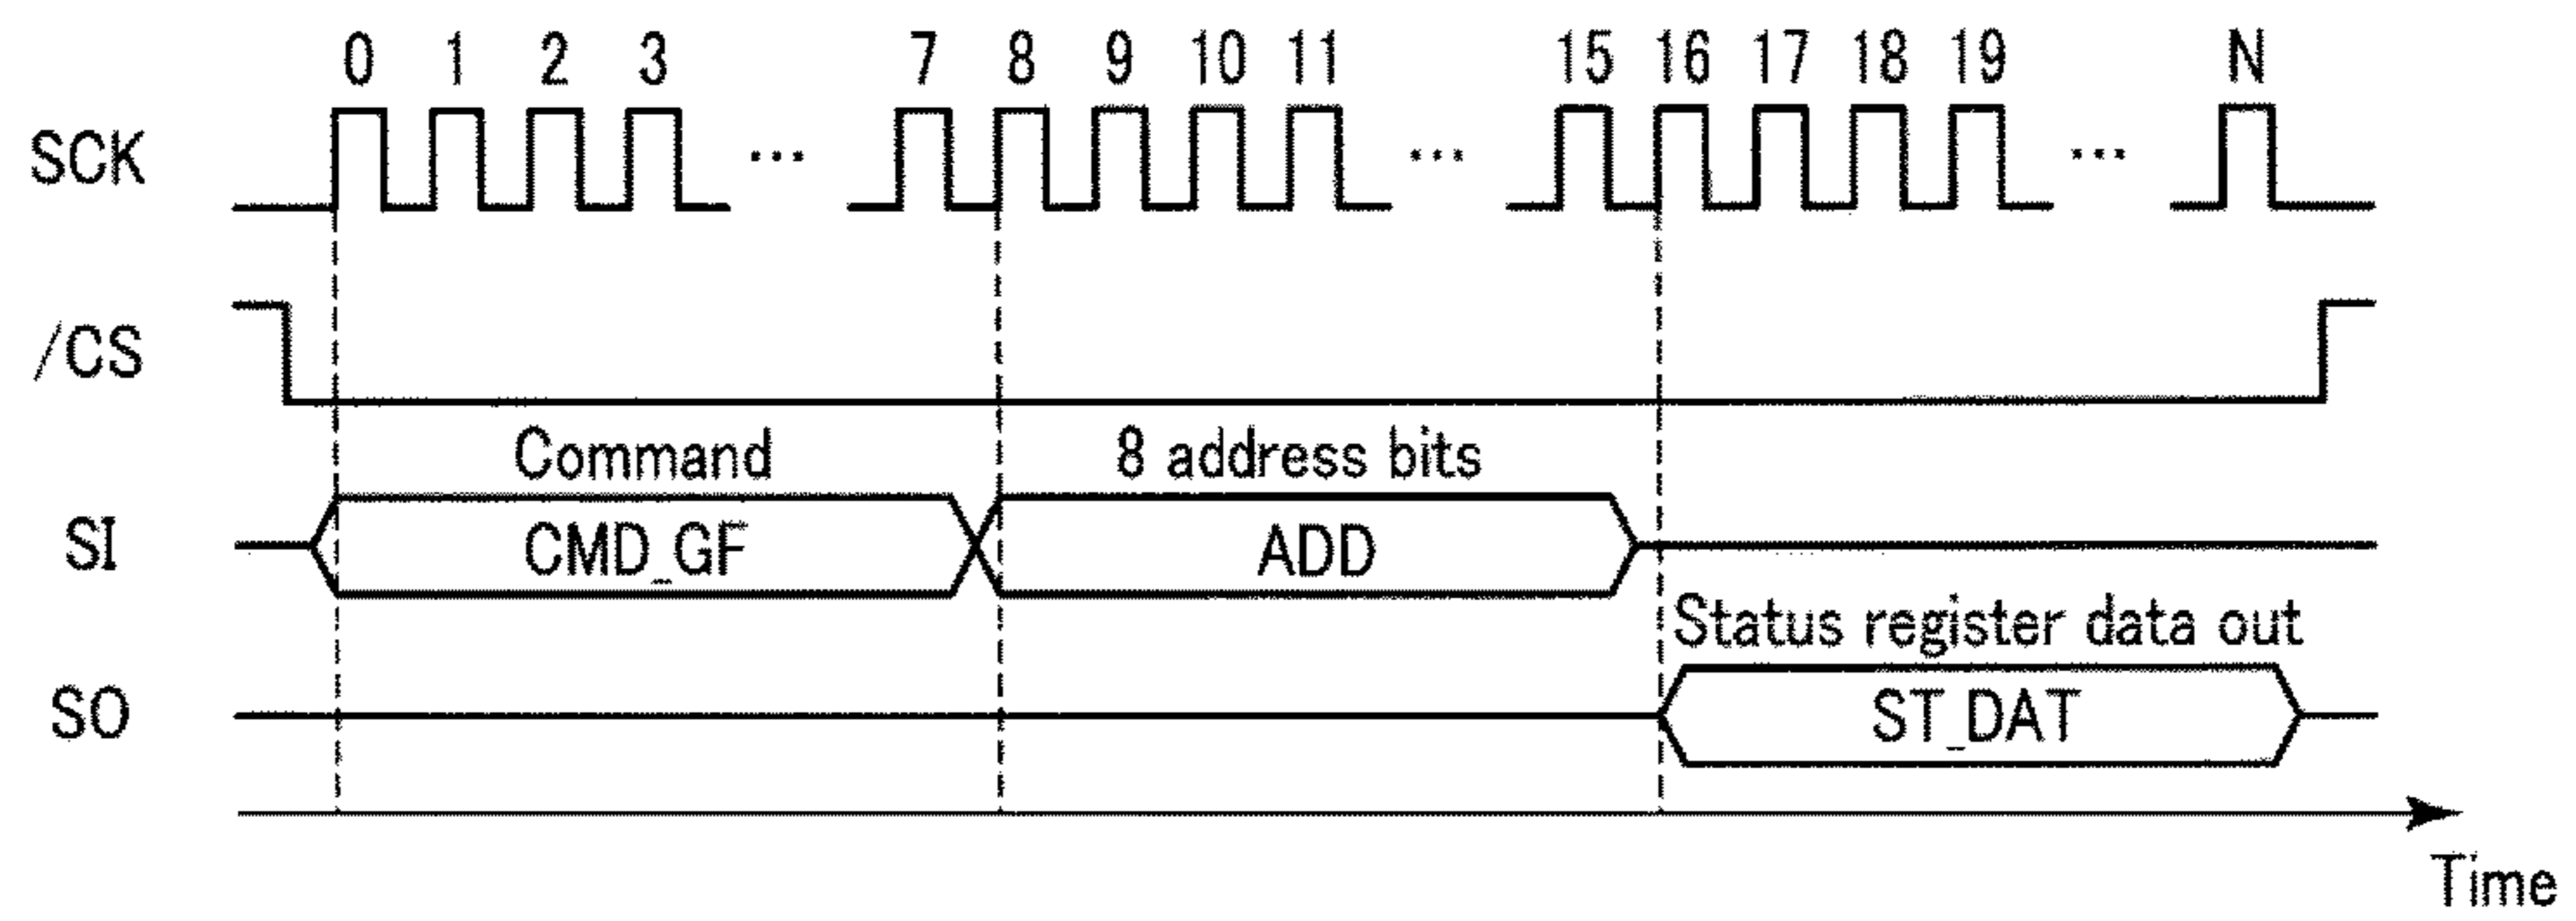 0 1 2 3 7 8 9 10 11 15 16 17 18 19 N
SCK ... ... ...
/CS
Command 8 address bits
SI CMD_GF ADD
Status register data out
SO ST_DAT
Time